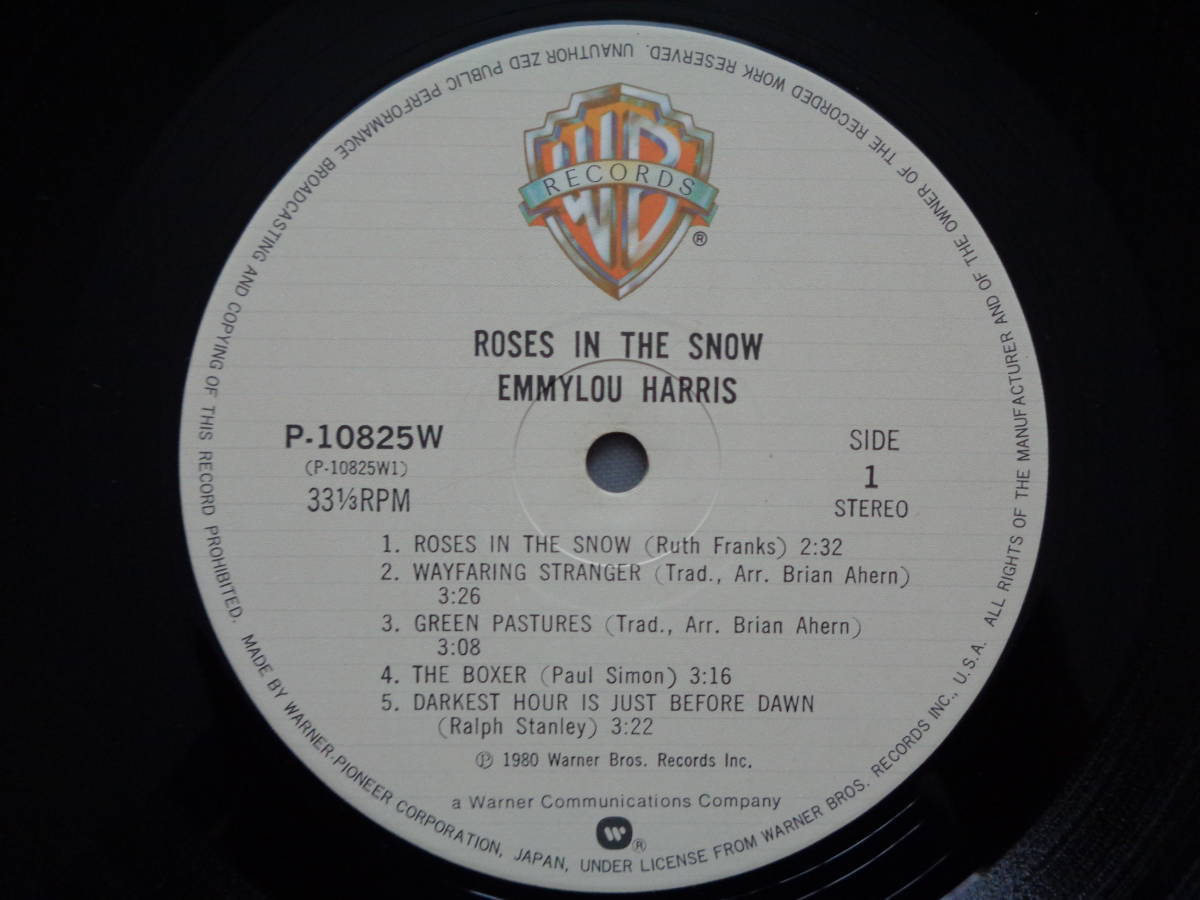 WB
RECORDS
®
ROSES IN THE SNOW
EMMYLOU HARRIS
P-10825W
(P-10825W1)
33⅓RPM
SIDE
1
STEREO
1. ROSES IN THE SNOW (Ruth Franks) 2:32
2. WAYFARING STRANGER (Trad., Arr. Brian Ahern)
3:26
3. GREEN PASTURES (Trad., Arr. Brian Ahern)
3:08
4. THE BOXER (Paul Simon) 3:16
5. DARKEST HOUR IS JUST BEFORE DAWN
(Ralph Stanley) 3:22
Ⓟ 1980 Warner Bros. Records Inc.
a Warner Communications Company
®
MADE BY WARNER-PIONEER CORPORATION, JAPAN, UNDER LICENSE FROM WARNER BROS. RECORDS INC., U.S.A. ALL RIGHTS OF THE MANUFACTURER AND OF THE OWNER OF THE RECORDED WORK RESERVED. UNAUTHOR ZED PUBLIC PERFORMANCE BROADCASTING AND COPYING OF THIS RECORD PROHIBITED.